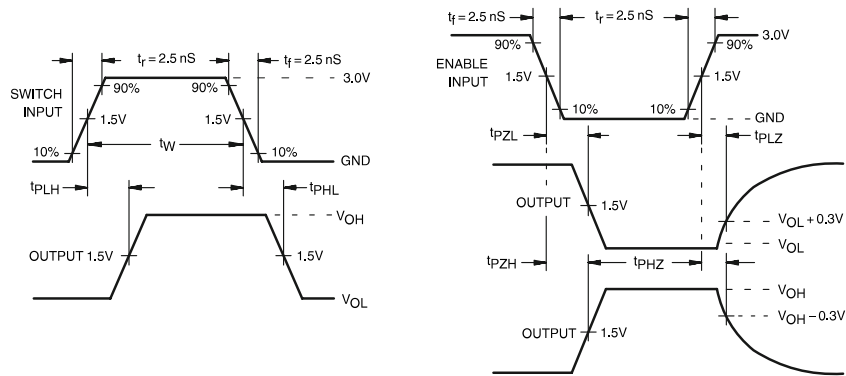 tr = 2.5 nS
tf = 2.5 nS
3.0V
90%
90%
SWITCH
INPUT
1.5V
1.5V
tW
10%
10%
GND
tPLH
tPHL
VOH
OUTPUT 1.5V
1.5V
VOL
tf = 2.5 nS
tr = 2.5 nS
3.0V
90%
90%
ENABLE
INPUT
1.5V
1.5V
10%
10%
GND
tPZL
tPLZ
OUTPUT
1.5V
VOL + 0.3V
VOL
tPZH
tPHZ
VOH
VOH − 0.3V
OUTPUT
1.5V